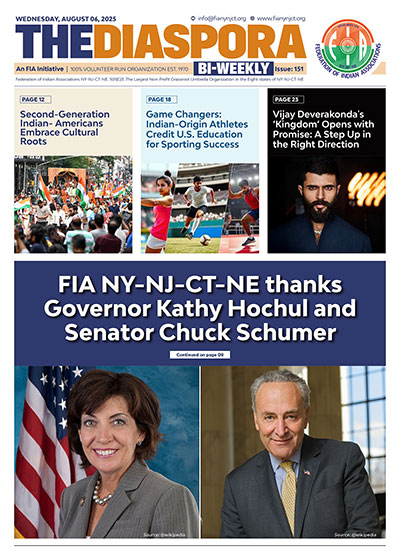 WEDNESDAY, AUGUST 06, 2025
info@fianynjct.org www.fianynjct.org
THEDIASPORA
BI-WEEKLY
Issue: 151
An FIA Initiative | 100% VOLUNTEER RUN ORGANIZATION EST. 1970
FEDERATION OF INDIAN ASSOCIATIONS
FIA
PAGE 12
Second-Generation
Indian- Americans
Embrace Cultural
Roots
PAGE 18
Game Changers:
Indian-Origin Athletes
Credit U.S. Education
for Sporting Success
PAGE 23
Vijay Deverakonda's
'Kingdom' Opens with
Promise: A Step Up in
the Right Direction
FIA NY-NJ-CT-NE thanks
Governor Kathy Hochul and
Senator Chuck Schumer
Continued on page 08
Source: @wikipedia
Source: @wikipedia